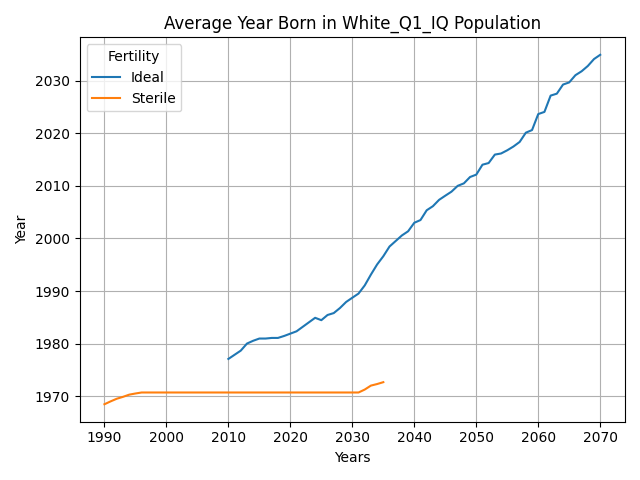 Average Year Born in White_Q1_IQ Population
Fertility
Ideal
Sterile
Year
2030
2020
2010
2000
1990
1980
1970
1990 2000 2010 2020 2030 2040 2050 2060 2070
Years